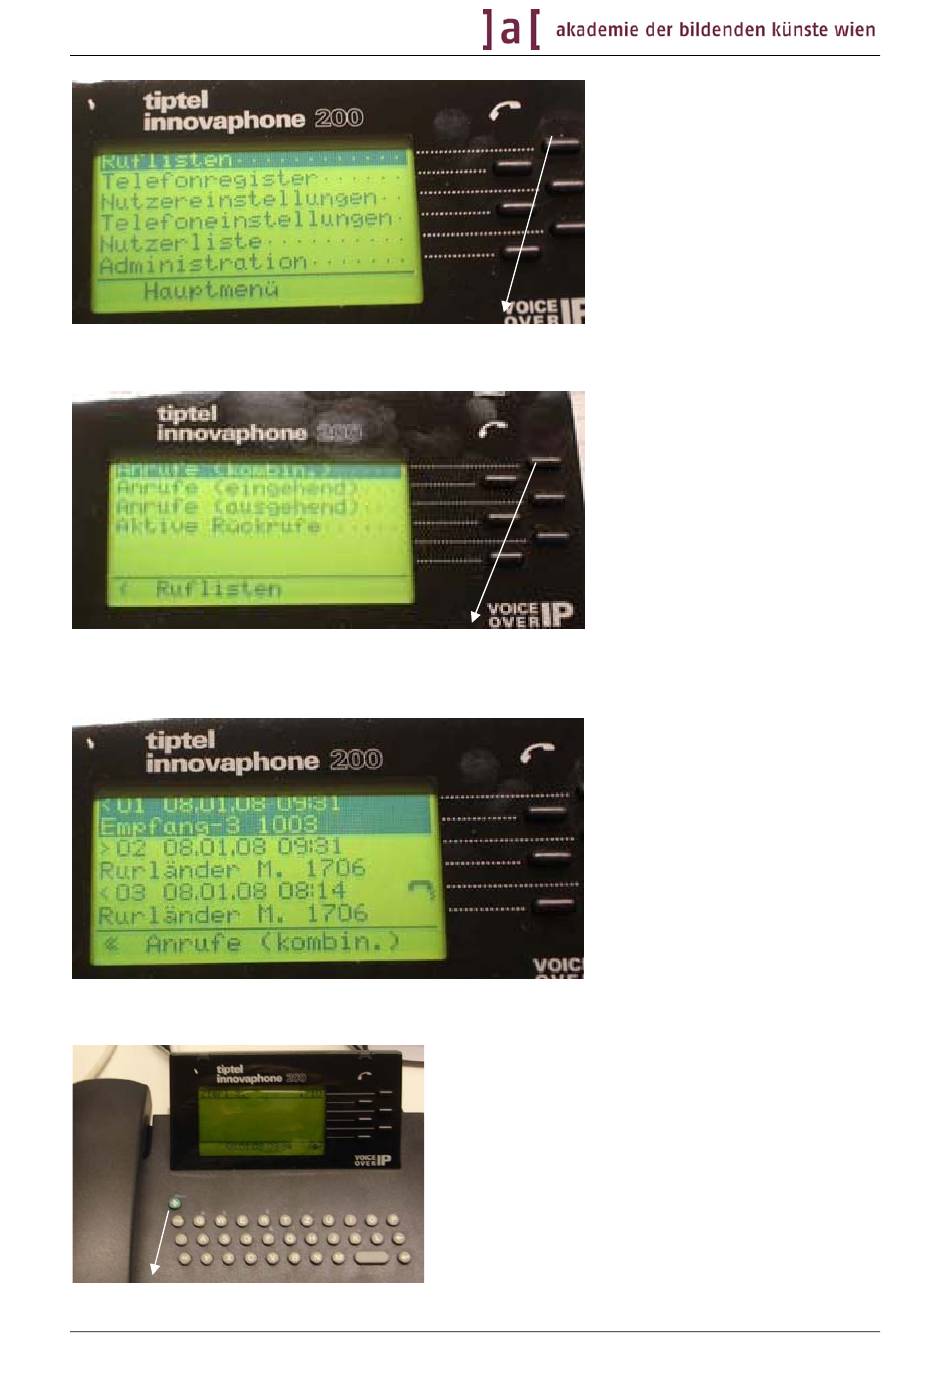 ]a[ akademie der bildenden künste wien
tiptel
innovaphone 200
Ruflisten
Telefonregister
Nutzereinstellungen
Telefoneinstellungen
Nutzerliste
Administration
Hauptmenü
VOICE
OVER IP
tiptel
innovaphone 200
Anrufe (kombin.)
Anrufe (eingehend)
Anrufe (ausgehend)
Aktive Rückrufe
< Ruflisten
VOICE
OVER IP
tiptel
innovaphone 200
<01 08.01.08 09:31
Empfang-3 1003
>02 08.01.08 09:31
Rurländer M. 1706
<03 08.01.08 08:14
Rurländer M. 1706
« Anrufe (kombin.)
VOIC
tiptel
innovaphone 200
VOICE
OVER IP